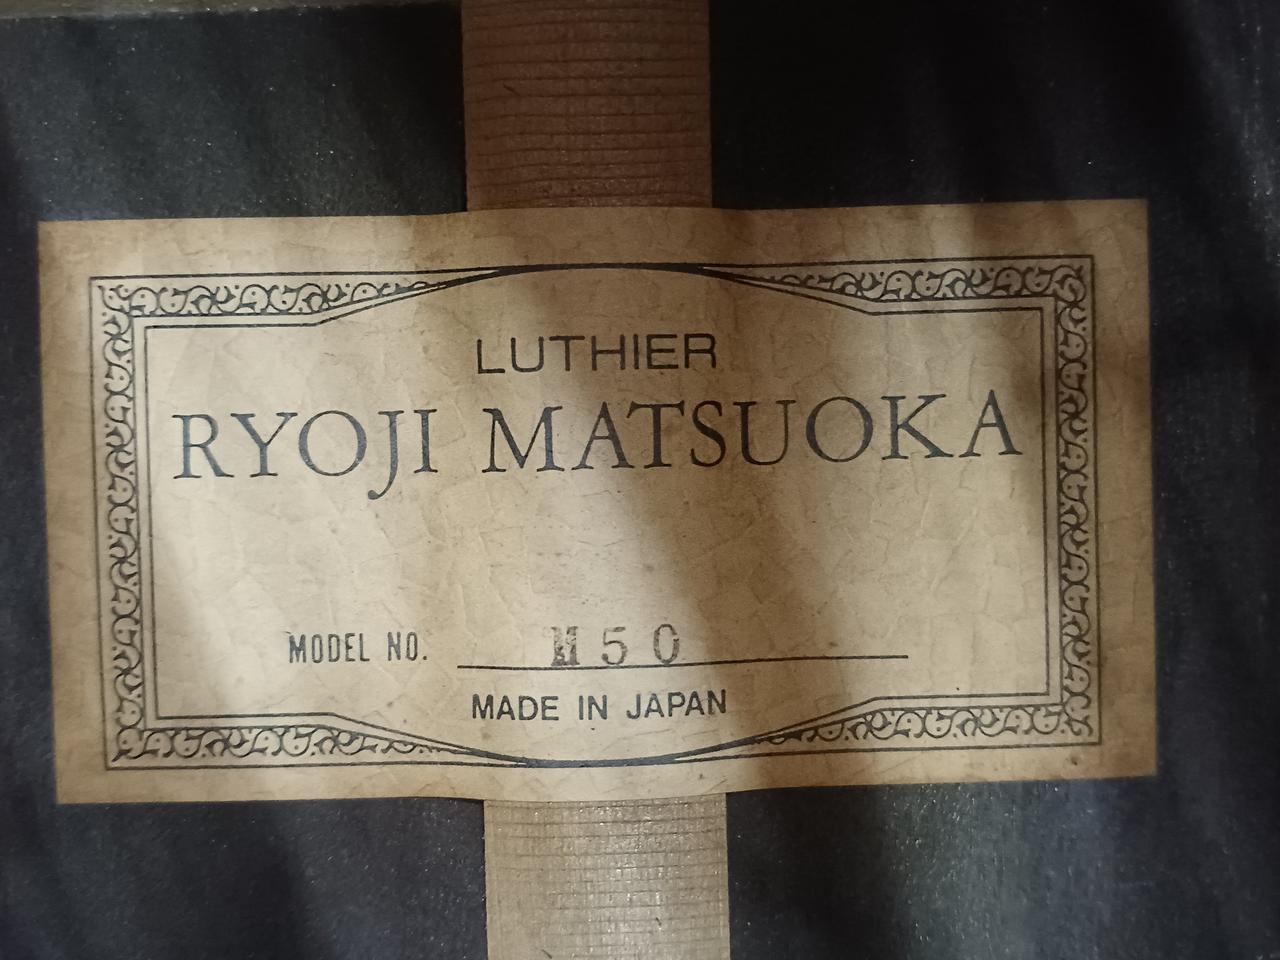 LUTHIER
RYOJI MATSUOKA
MODEL NO. M50
MADE IN JAPAN